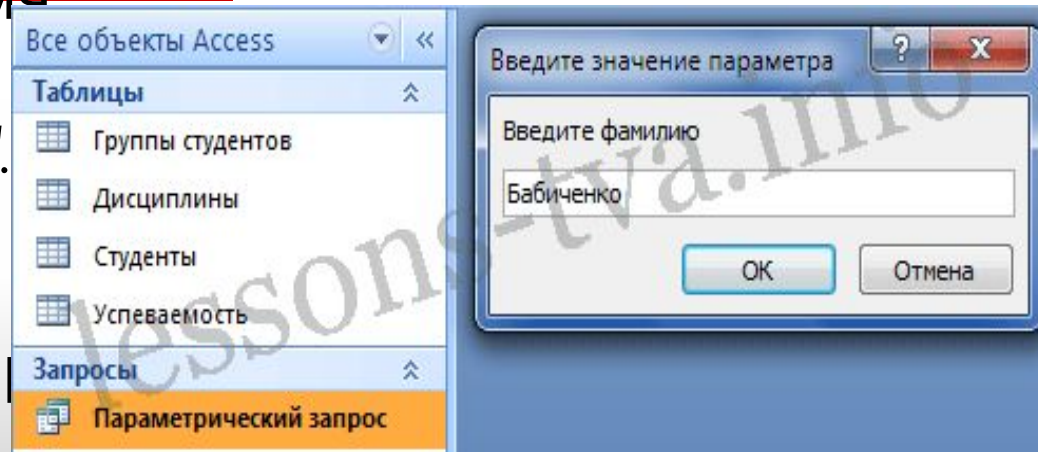 Все объекты Access
Таблицы
Группы студентов
Дисциплины
Студенты
Успеваемость
Запросы
Параметрический запрос
Введите значение параметра
Введите фамилию
Бабиченко
OK
Отмена
lessons-tva.info